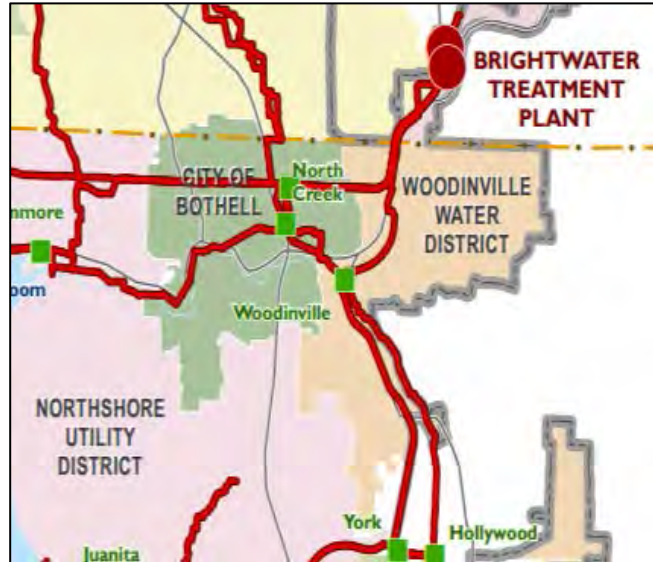 BRIGHTWATER
TREATMENT
PLANT
CITY OF
BOTHELL
North
Creek
WOODINVILLE
WATER
DISTRICT
nmore
oom
Woodinville
NORTHSHORE
UTILITY
DISTRICT
York
Hollywood
Juanita